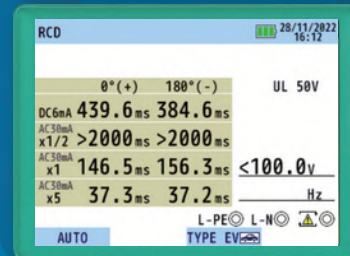 RCD 28/11/2022
16:12
0°(+) 180°(-) UL 50V
DC6mA 439.6ms 384.6ms
AC30mA
x1/2 >2000ms >2000ms
AC30mA
x1 146.5ms 156.3ms <100.0V
AC30mA
x5 37.3ms 37.2ms Hz
L-PE L-N
AUTO TYPE EV